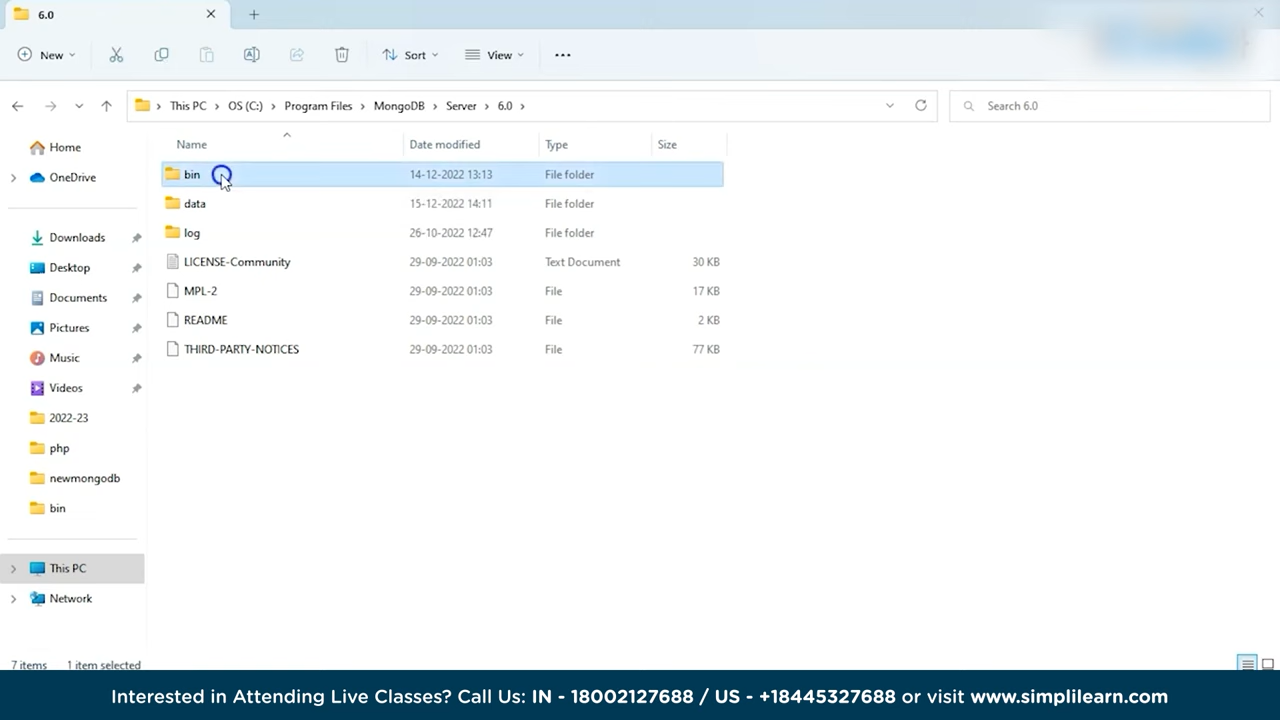 6.0
New
Sort
View
This PC
OS (C:)
Program Files
MongoDB
Server
6.0
Search 6.0
Name
Date modified
Type
Size
Home
OneDrive
Downloads
Desktop
Documents
Pictures
Music
Videos
2022-23
php
newmongodb
bin
This PC
Network
bin 14-12-2022 13:13 File folder
data 15-12-2022 14:11 File folder
log 26-10-2022 12:47 File folder
LICENSE-Community 29-09-2022 01:03 Text Document 30 KB
MPL-2 29-09-2022 01:03 File 17 KB
README 29-09-2022 01:03 File 2 KB
THIRD-PARTY-NOTICES 29-09-2022 01:03 File 77 KB
7 items 1 item selected
Interested in Attending Live Classes? Call Us: IN - 18002127688 / US - +18445327688 or visit www.simplilearn.com